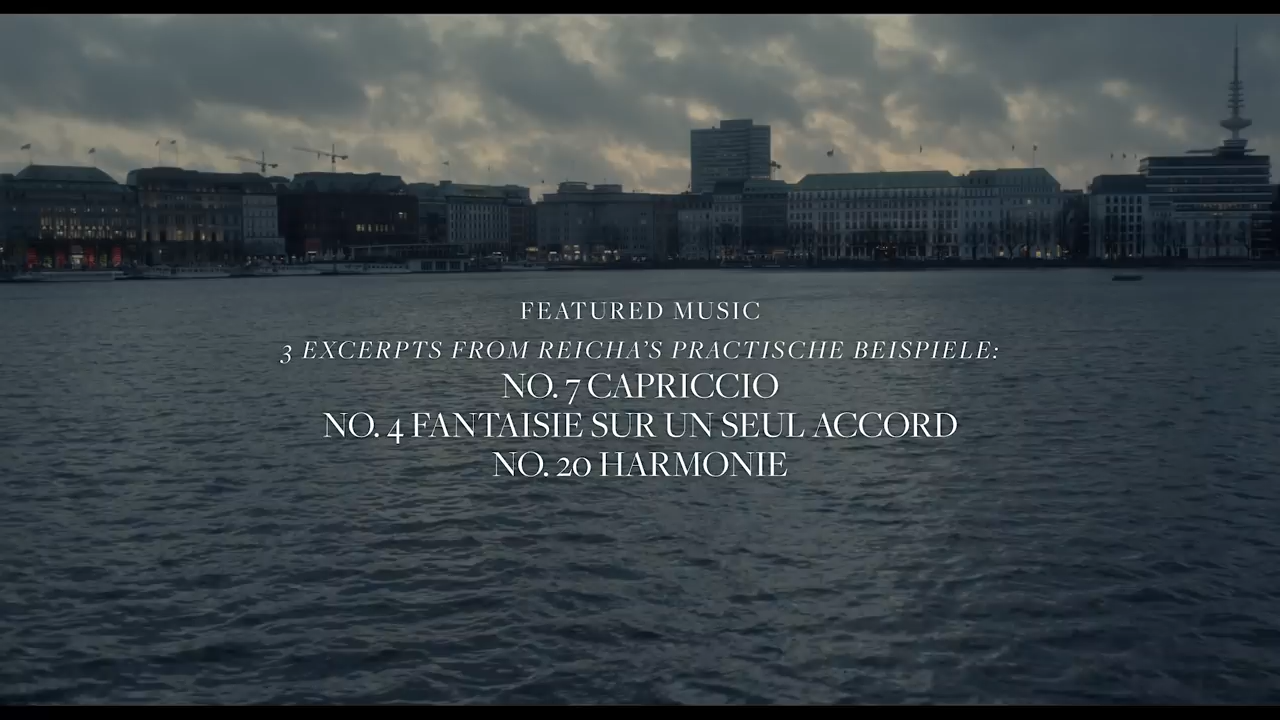 FEATURED MUSIC
3 EXCERPTS FROM REICHA'S PRACTISCHE BEISPIELE:
NO. 7 CAPRICCIO
NO. 4 FANTAISIE SUR UN SEUL ACCORD
NO. 20 HARMONIE